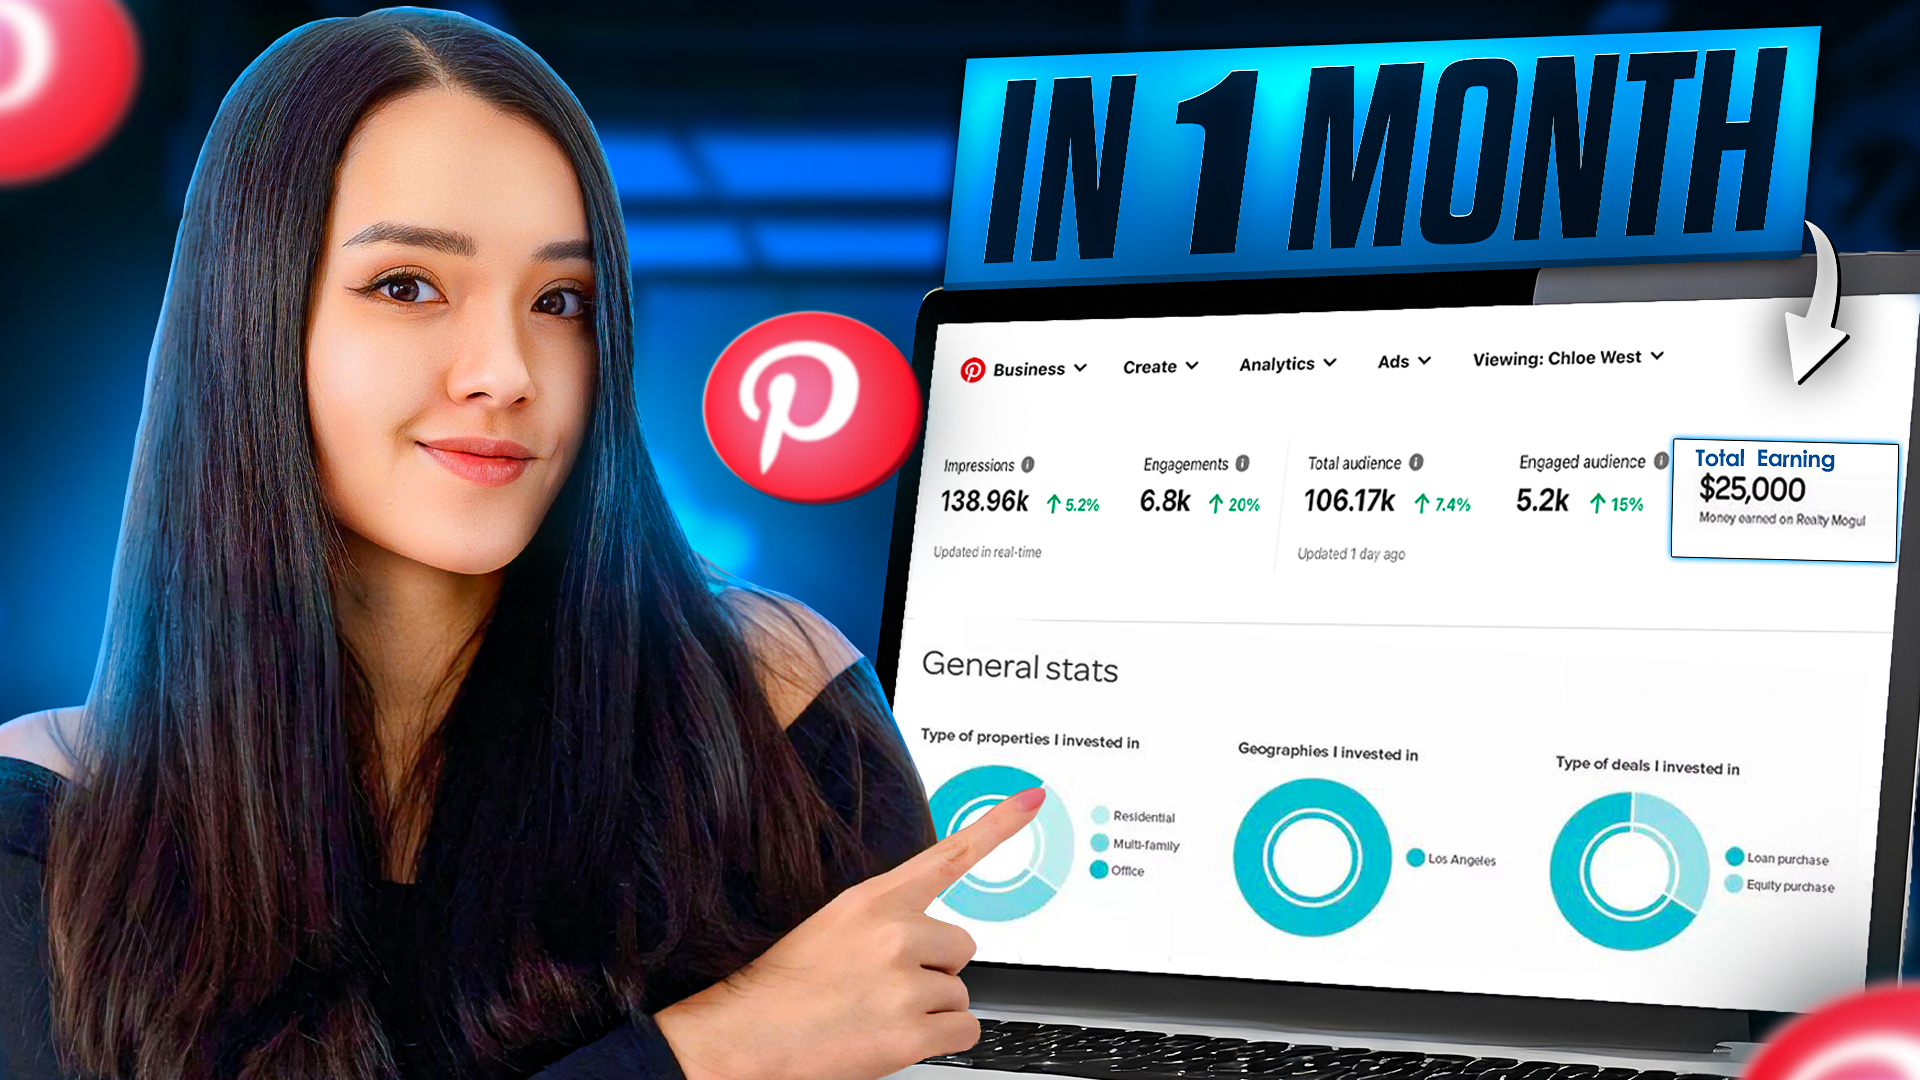 IN 1 MONTH
Business Create Analytics Ads Viewing: Chloe West
Impressions Engagements Total audience Engaged audience Total Earning
138.96k 5.2% 6.8k 20% 106.17k 7.4% 5.2k 15% $25,000
Money earned on Realty Mogul
Updated in real-time Updated 1 day ago
General stats
Type of properties I invested in
Residential
Multi-family
Office
Geographies I invested in
Los Angeles
Type of deals I invested in
Loan purchase
Equity purchase